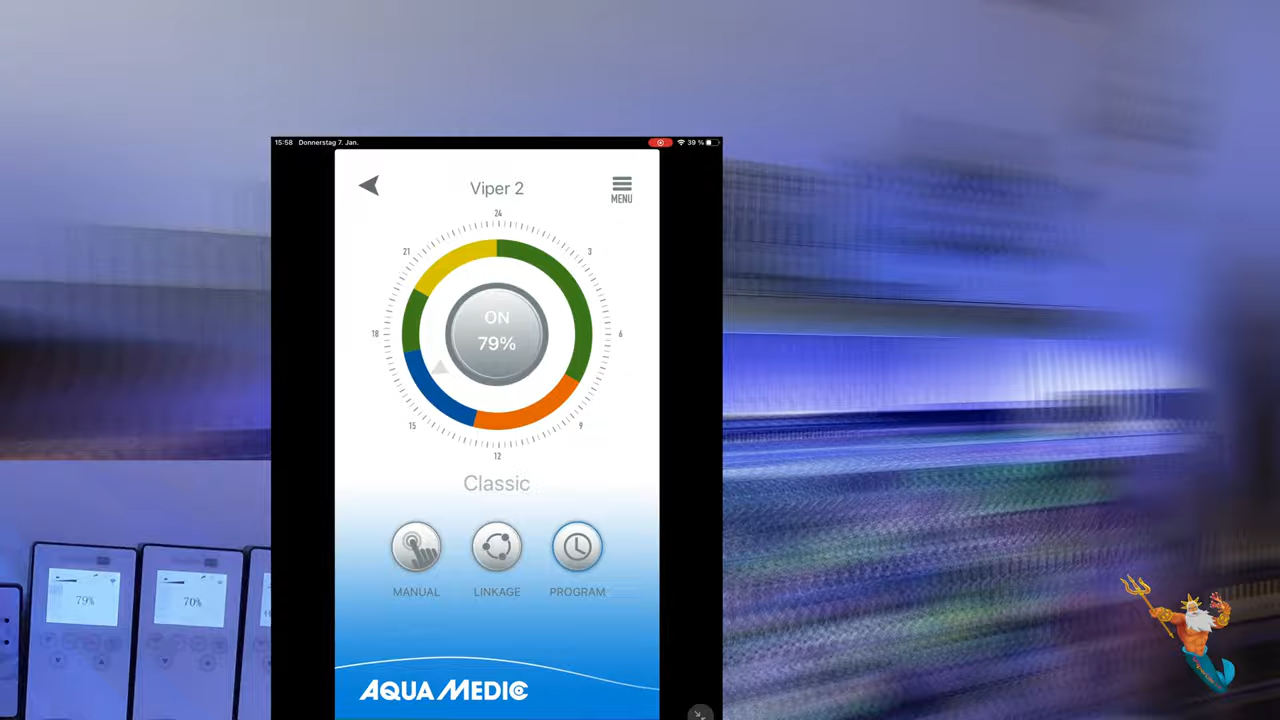 15:58 Donnerstag 7. Jan.
39 %
Viper 2
MENU
24
21
3
ON
18
6
79%
15
9
12
Classic
MANUAL
LINKAGE
PROGRAM
79%
70%
AQUA MEDIC